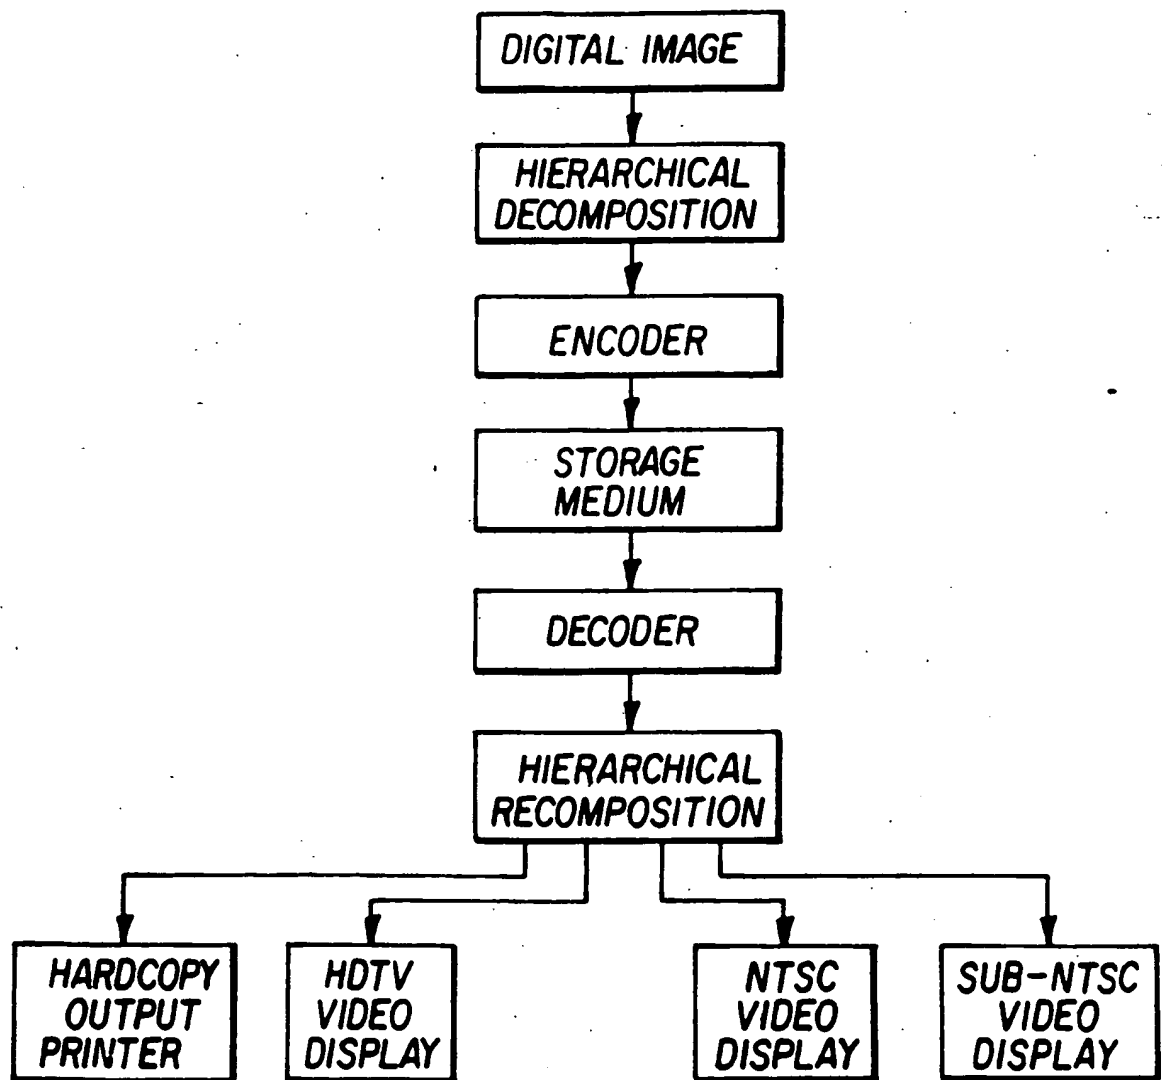 DIGITAL IMAGE
HIERARCHICAL
DECOMPOSITION
ENCODER
STORAGE
MEDIUM
DECODER
HIERARCHICAL
RECOMPOSITION
HARDCOPY
OUTPUT
PRINTER
HDTV
VIDEO
DISPLAY
NTSC
VIDEO
DISPLAY
SUB-NTSC
VIDEO
DISPLAY